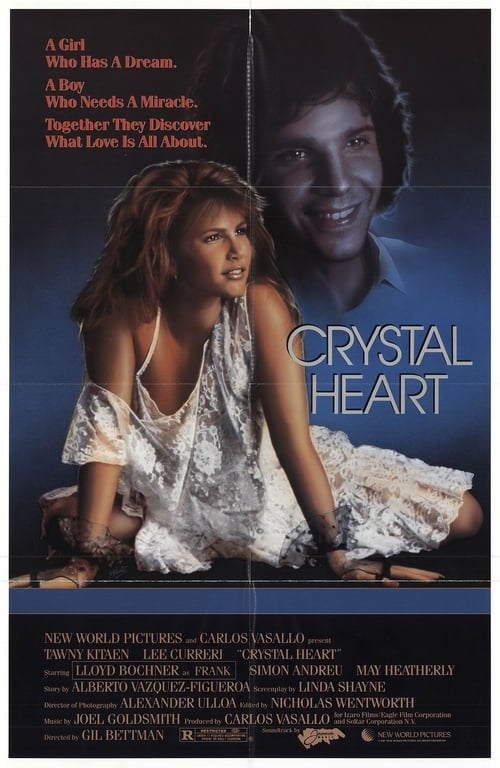 A Girl
Who Has A Dream.
A Boy
Who Needs A Miracle.
Together They Discover
What Love Is All About.
CRYSTAL
HEART
NEW WORLD PICTURES and CARLOS VASALLO present
TAWNY KITAEN LEE CURRERI "CRYSTAL HEART"
Starring LLOYD BOCHNER as FRANK SIMON ANDREU MAY HEATHERLY
Story by ALBERTO VAZQUEZ-FIGUEROA Screenplay by LINDA SHAYNE
Director of Photography ALEXANDER ULLOA Edited by NICHOLAS WENTWORTH
Music by JOEL GOLDSMITH Produced by CARLOS VASALLO for Izaro Films/Eagle Film Corporation and Soltar Corporation N.V.
Directed by GIL BETTMAN R RESTRICTED Soundtrack by NEW WORLD PICTURES